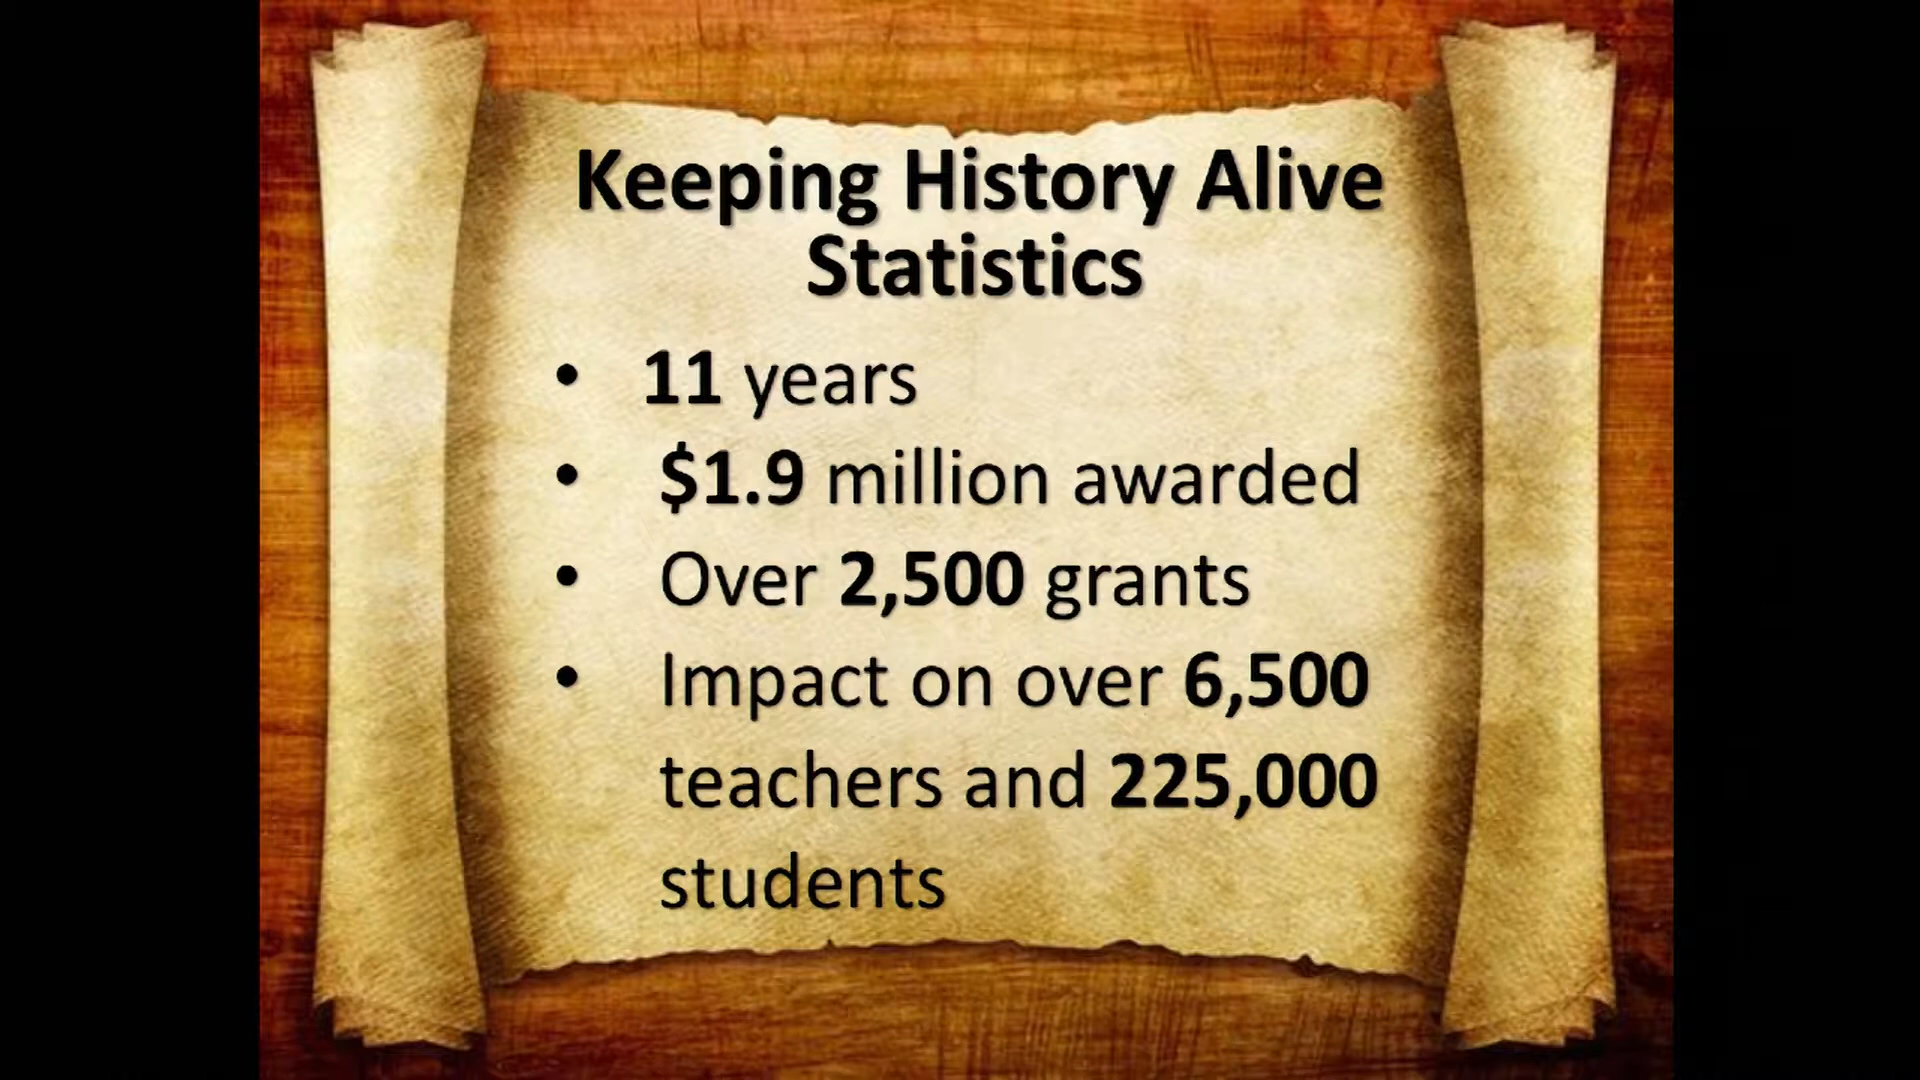 Keeping History Alive
Statistics
• 11 years
• $1.9 million awarded
• Over 2,500 grants
• Impact on over 6,500
teachers and 225,000
students